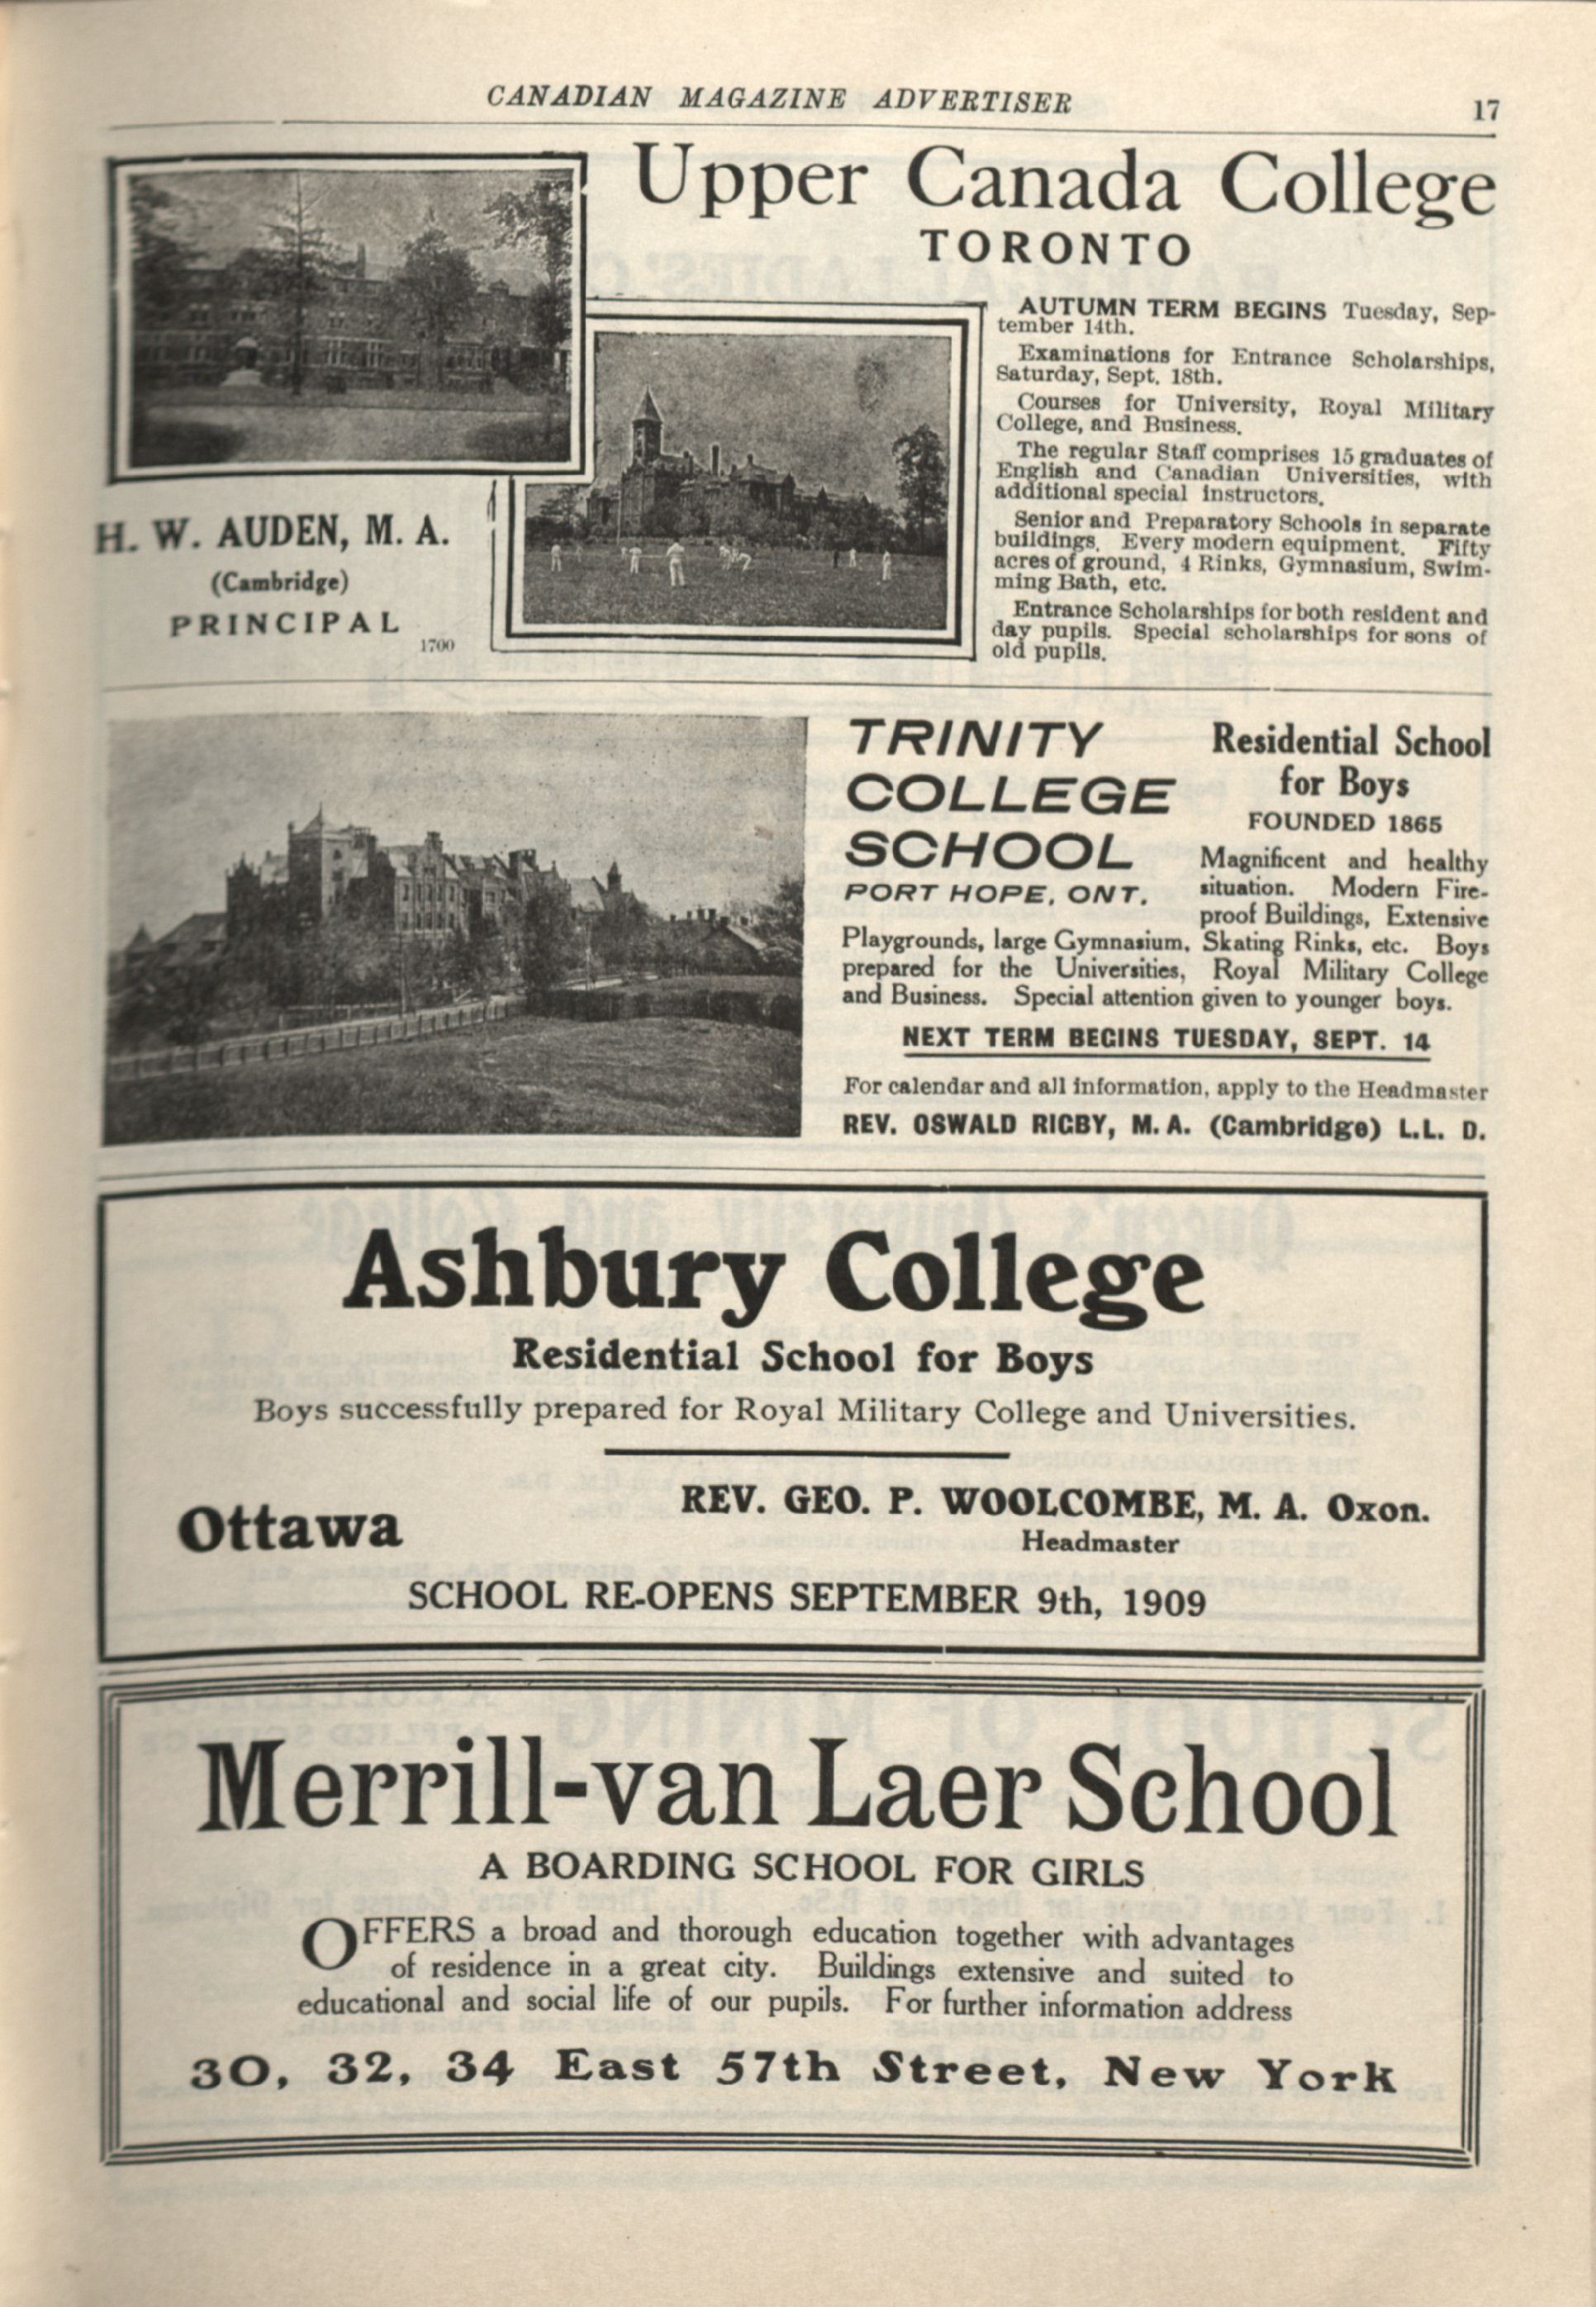 CANADIAN MAGAZINE ADVERTISER
17
Upper Canada College
TORONTO
AUTUMN TERM BEGINS Tuesday, Sep-
tember 14th.
Examinations for Entrance Scholarships,
Saturday, Sept. 18th.
Courses for University, Royal Military
College, and Business.
The regular Staff comprises 15 graduates of
English and Canadian Universities, with
additional special instructors.
Senior and Preparatory Schools in separate
buildings. Every modern equipment. Fifty
acres of ground, 4 Rinks, Gymnasium, Swim-
ming Bath, etc.
Entrance Scholarships for both resident and
day pupils. Special scholarships for sons of
old pupils.
H. W. AUDEN, M. A.
(Cambridge)
PRINCIPAL
1700
TRINITY
COLLEGE
SCHOOL
PORT HOPE, ONT.
Residential School
for Boys
FOUNDED 1865
Magnificent and healthy
situation. Modern Fire-
proof Buildings, Extensive
Playgrounds, large Gymnasium, Skating Rinks, etc. Boys
prepared for the Universities, Royal Military College
and Business. Special attention given to younger boys.
NEXT TERM BEGINS TUESDAY, SEPT. 14
For calendar and all information, apply to the Headmaster
REV. OSWALD RIGBY, M. A. (Cambridge) L.L. D.
Ashbury College
Residential School for Boys
Boys successfully prepared for Royal Military College and Universities.
Ottawa
REV. GEO. P. WOOLCOMBE, M. A. Oxon.
Headmaster
SCHOOL RE-OPENS SEPTEMBER 9th, 1909
Merrill-van Laer School
A BOARDING SCHOOL FOR GIRLS
OFFERS a broad and thorough education together with advantages
of residence in a great city. Buildings extensive and suited to
educational and social life of our pupils. For further information address
30, 32, 34 East 57th Street, New York